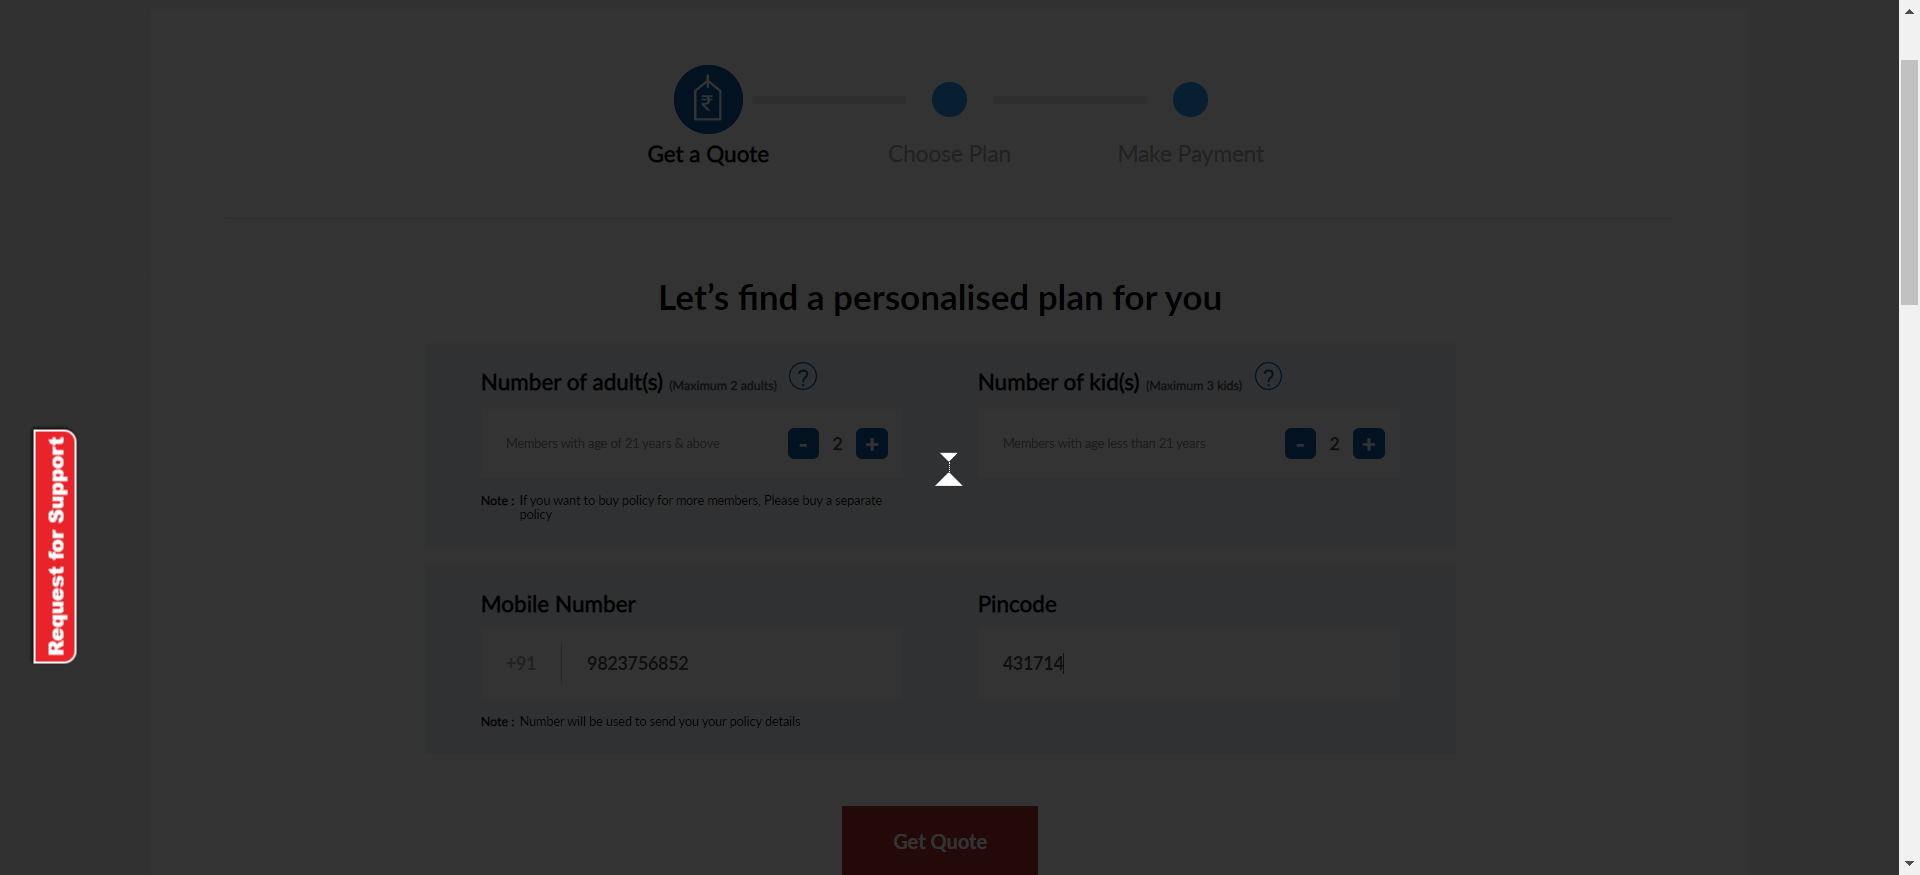 Get a Quote
Choose Plan
Make Payment
Let’s find a personalised plan for you
Number of adult(s) (Maximum 2 adults) ?
Number of kid(s) (Maximum 3 kids) ?
Members with age of 21 years & above - 2 +
Members with age less than 21 years - 2 +
Note : If you want to buy policy for more members, Please buy a separate
policy
Request for Support
Mobile Number
Pincode
+91 9823756852
431714
Note : Number will be used to send you your policy details
Get Quote